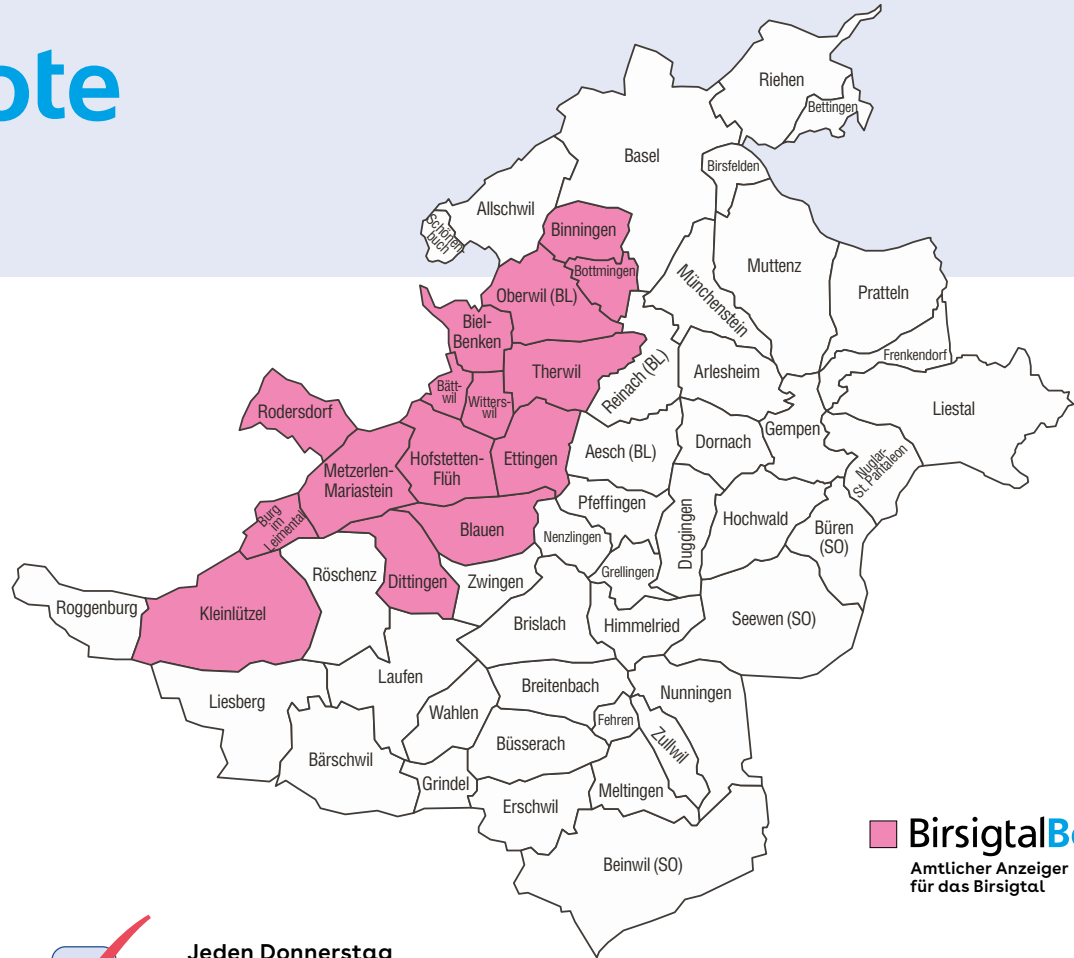 ote
Riehen
Bettingen
Basel
Birsfelden
Allschwil
Schönen-
buch
Binningen
Bottmingen
Muttenz
Münchenstein
Oberwil (BL)
Pratteln
Biel-
Benken
Frenkendorf
Therwil
Reinach (BL)
Arlesheim
Bätt-
wil
Witters-
wil
Liestal
Rodersdorf
Gempen
Dornach
Aesch (BL)
Hofstetten-
Flüh
Ettingen
Metzerlen-
Mariastein
Nuglar-
St. Pantaleon
Pfeffingen
Duggingen
Hochwald
Büren
(SO)
Burg
im
Leimental
Blauen
Nenzlingen
Grellingen
Röschenz
Dittingen
Zwingen
Roggenburg
Kleinlützel
Brislach
Himmelried
Seewen (SO)
Laufen
Breitenbach
Nunningen
Liesberg
Wahlen
Fehren
Büsserach
Zullwil
Bärschwil
Grindel
Meltingen
Erschwil
Beinwil (SO)
BirsigtalB
Amtlicher Anzeiger
für das Birsigtal
Jeden Donnerstag